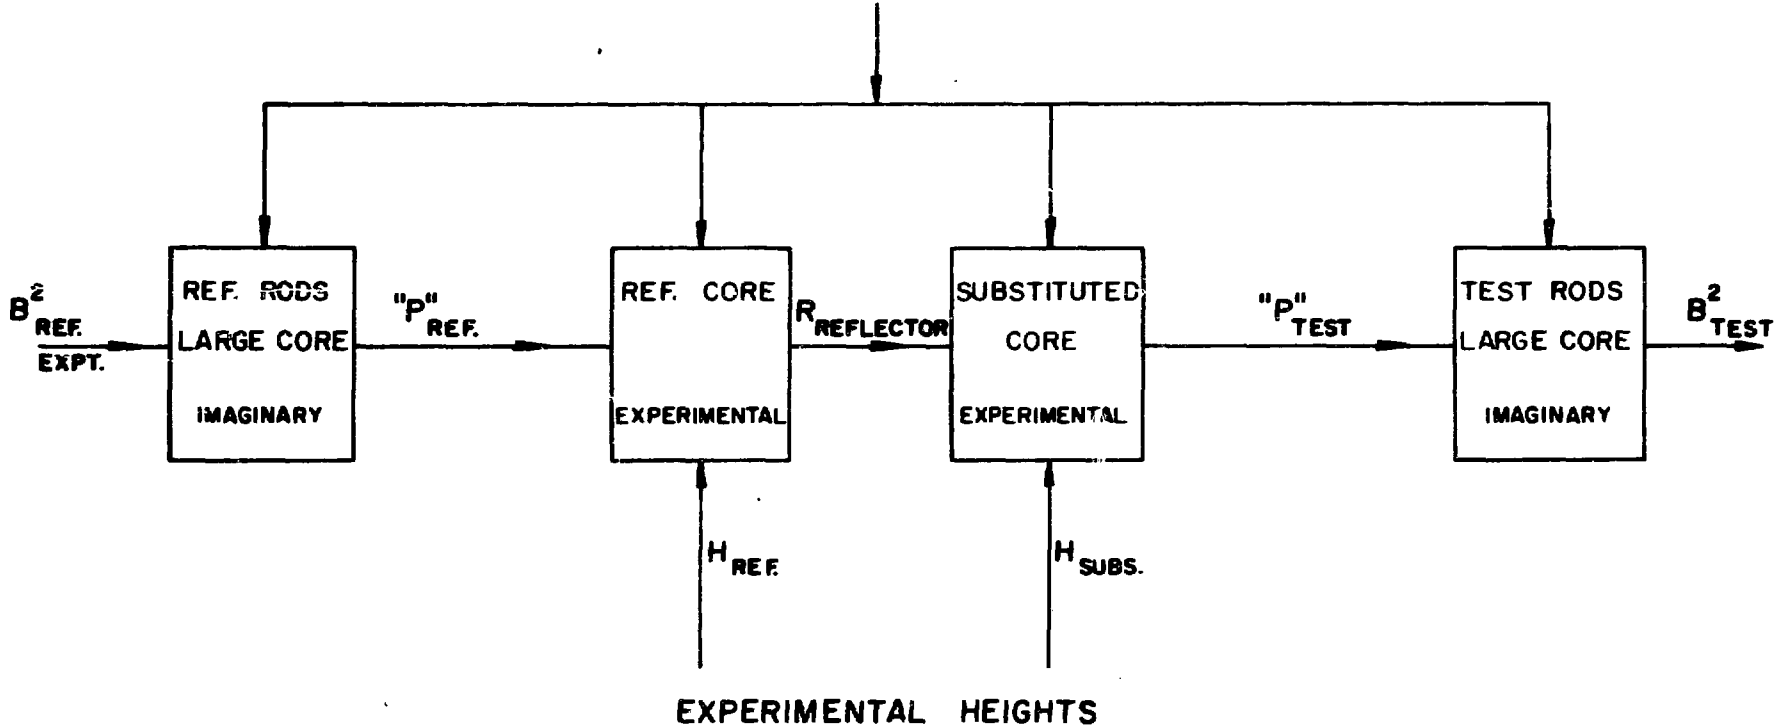 B²REF.
EXPT.
REF. RODS
LARGE CORE
IMAGINARY
"P"REF.
REF. CORE
EXPERIMENTAL
RREFLECTOR
SUBSTITUTED
CORE
EXPERIMENTAL
"P"TEST
TEST RODS
LARGE CORE
IMAGINARY
B²TEST
HREF.
HSUBS.
EXPERIMENTAL HEIGHTS